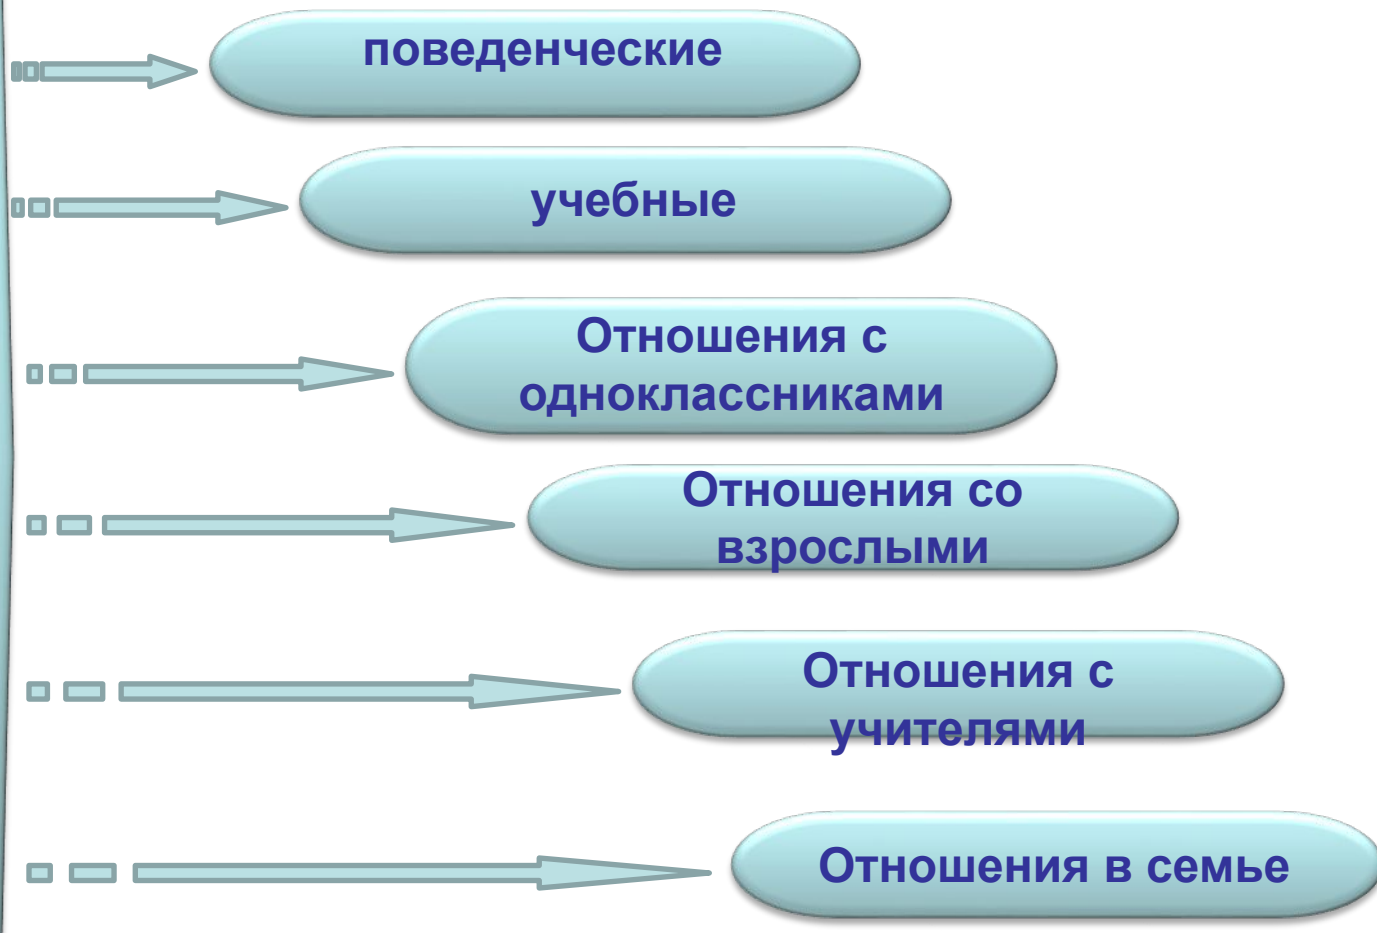 поведенческие
учебные
Отношения с
одноклассниками
Отношения со
взрослыми
Отношения с
учителями
Отношения в семье